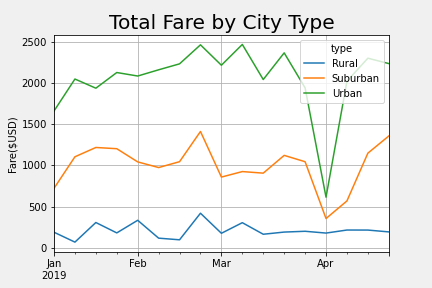 Total Fare by City Type
type
Rural
Suburban
Urban
Fare($USD)
2500
2000
1500
1000
500
0
Jan
2019
Feb
Mar
Apr